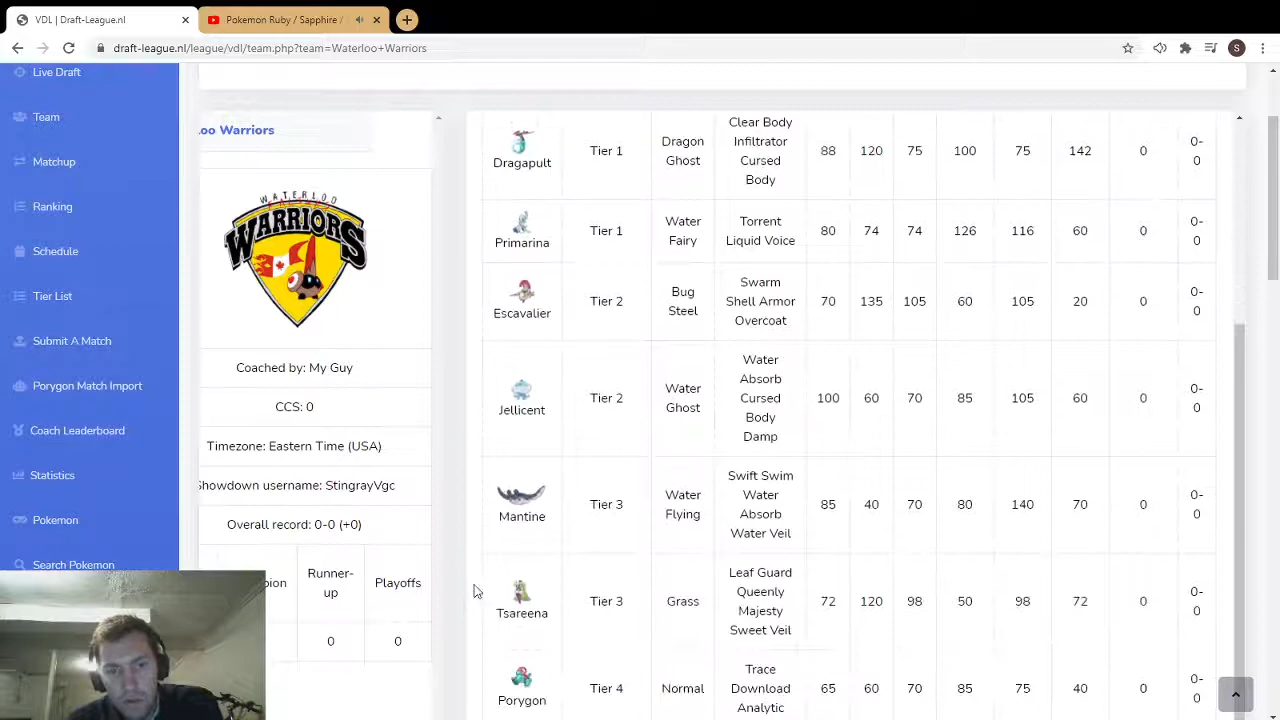 VDL | Draft-League.nl
Pokemon Ruby / Sapphire /
draft-league.nl/league/vdl/team.php?team=Waterloo+Warriors
S
Live Draft
Team
Matchup
Ranking
Schedule
Tier List
Submit A Match
Porygon Match Import
Coach Leaderboard
Statistics
Pokemon
Search Pokemon
loo Warriors
WATERLOO
WARRIORS
Coached by: My Guy
CCS: 0
Timezone: Eastern Time (USA)
Showdown username: StingrayVgc
Overall record: 0-0 (+0)
pion Runner-up Playoffs
0 0
Dragapult Tier 1 Dragon Ghost Clear Body Infiltrator Cursed Body 88 120 75 100 75 142 0 0-0
Primarina Tier 1 Water Fairy Torrent Liquid Voice 80 74 74 126 116 60 0 0-0
Escavalier Tier 2 Bug Steel Swarm Shell Armor Overcoat 70 135 105 60 105 20 0 0-0
Jellicent Tier 2 Water Ghost Water Absorb Cursed Body Damp 100 60 70 85 105 60 0 0-0
Mantine Tier 3 Water Flying Swift Swim Water Absorb Water Veil 85 40 70 80 140 70 0 0-0
Tsareena Tier 3 Grass Leaf Guard Queenly Majesty Sweet Veil 72 120 98 50 98 72 0 0-0
Porygon Tier 4 Normal Trace Download Analytic 65 60 70 85 75 40 0 0-0